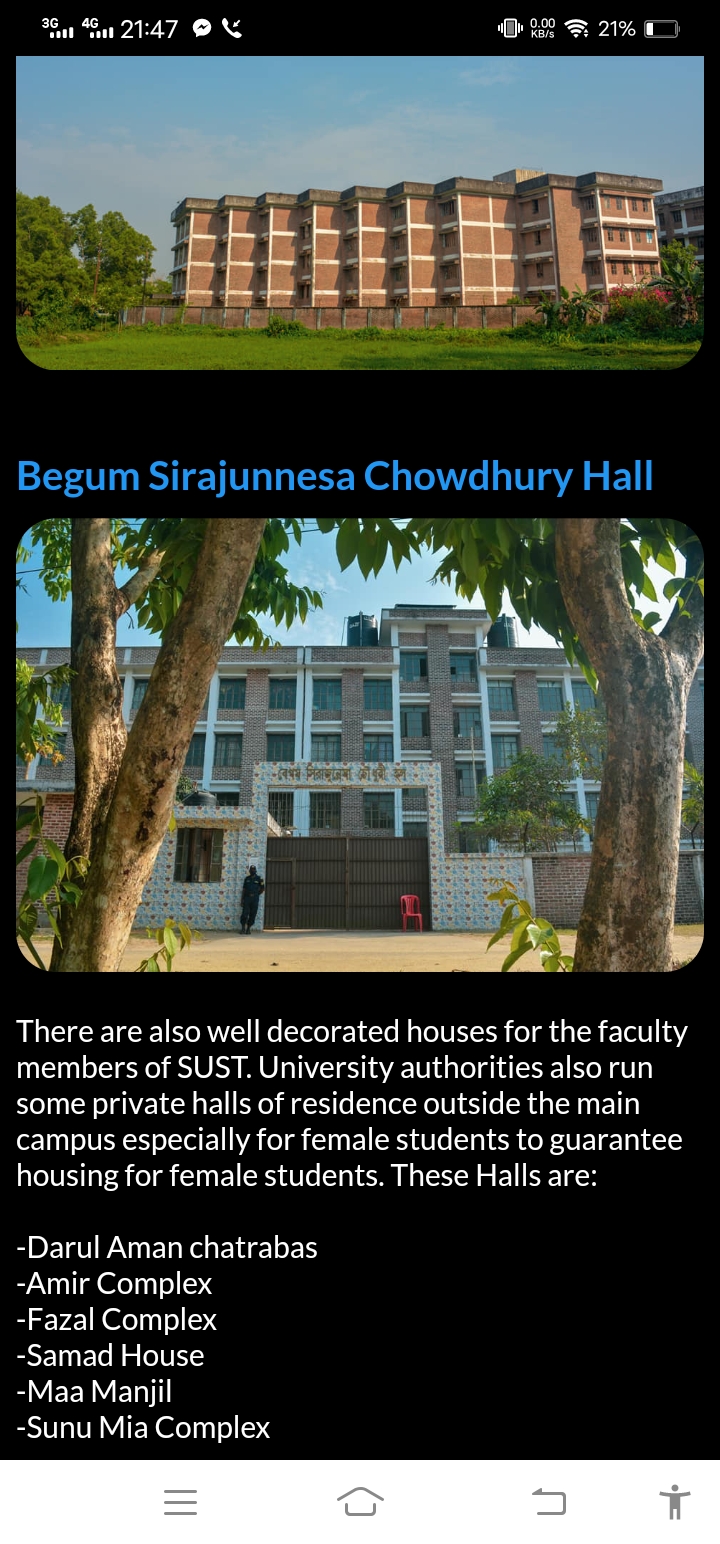 3G 4G 21:47 0.00 KB/s 21%
Begum Sirajunnesa Chowdhury Hall
বেগম সিরাজুন্নেসা চৌধুরী হল
There are also well decorated houses for the faculty
members of SUST. University authorities also run
some private halls of residence outside the main
campus especially for female students to guarantee
housing for female students. These Halls are:
-Darul Aman chatrabas
-Amir Complex
-Fazal Complex
-Samad House
-Maa Manjil
-Sunu Mia Complex